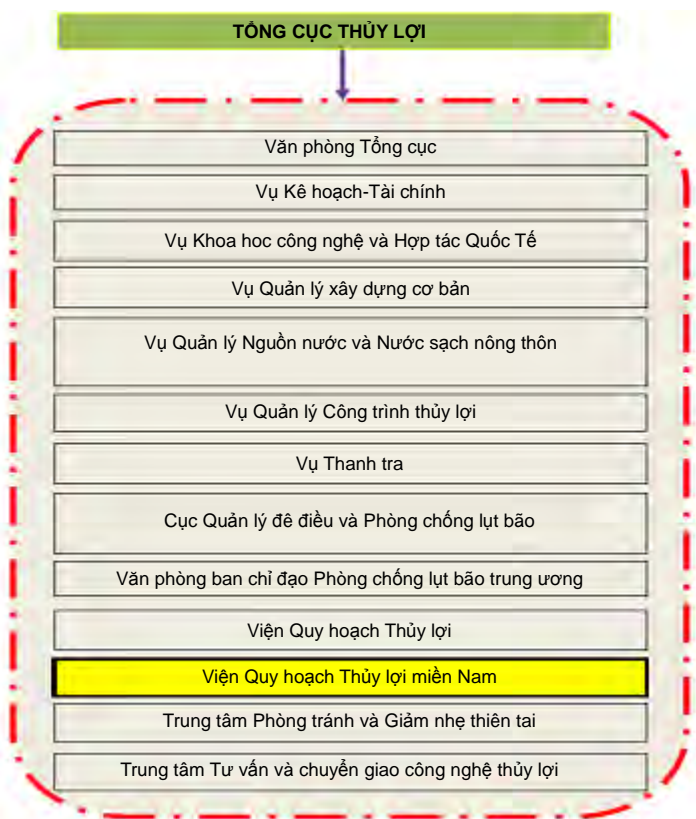 TỔNG CỤC THỦY LỢI
Văn phòng Tổng cục
Vụ Kê hoạch-Tài chính
Vụ Khoa hoc công nghệ và Hợp tác Quốc Tế
Vụ Quản lý xây dựng cơ bản
Vụ Quản lý Nguồn nước và Nước sạch nông thôn
Vụ Quản lý Công trình thủy lợi
Vụ Thanh tra
Cục Quản lý đê điều và Phòng chống lụt bão
Văn phòng ban chỉ đạo Phòng chống lụt bão trung ương
Viện Quy hoạch Thủy lợi
Viện Quy hoạch Thủy lợi miền Nam
Trung tâm Phòng tránh và Giảm nhẹ thiên tai
Trung tâm Tư vấn và chuyển giao công nghệ thủy lợi